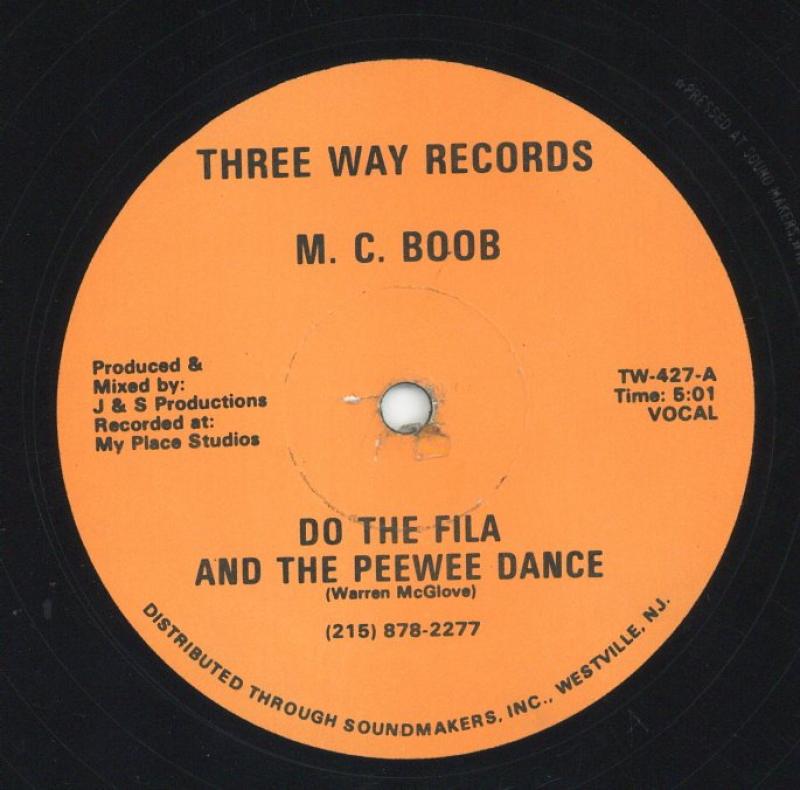 THREE WAY RECORDS
M. C. BOOB
Produced &
Mixed by:
J & S Productions
Recorded at:
My Place Studios
TW-427-A
Time: 5:01
VOCAL
DO THE FILA
AND THE PEEWEE DANCE
(Warren McGlove)
(215) 878-2277
DISTRIBUTED THROUGH SOUNDMAKERS, INC., WESTVILLE, NJ.
PRESSED AT SOUND MAKERS,